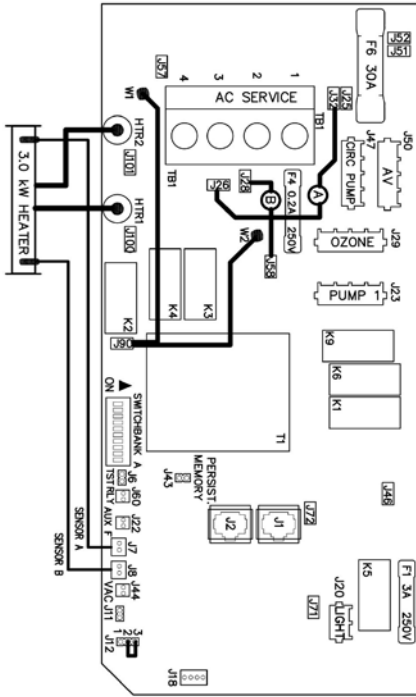 J52
J51
F6 30A
J57
4
3
2
1
AC SERVICE
TB1
TB1
J25
J32
J47
CIRC PUMP
J50
AV
W1
HTR2
J101
HTR1
J100
3.0 kW HEATER
J28
J26
F4 0.2A 250V
A
B
W2
J58
OZONE
J29
PUMP 1
J23
K2
K4
K3
J90
K9
K6
K1
T1
ON
SWITCHBANK A
J43
PERSIST.
MEMORY
J6
TST RLY
J60
J22
AUX F
J7
SENSOR A
J8
SENSOR B
J44
VAC
J11
1 2 3
J12
J2
J1
J72
J46
K5
F1 3A 250V
J20
LIGHT
J71
J18